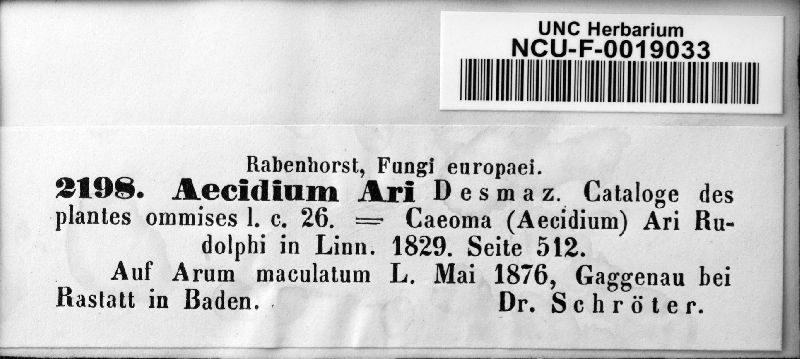 UNC Herbarium
NCU-F-0019033
Rabenhorst, Fungi europaei.
2198. Aecidium Ari Desmaz. Cataloge des
plantes ommises l. c. 26. = Caeoma (Aecidium) Ari Ru-
dolphi in Linn. 1829. Seite 512.
Auf Arum maculatum L. Mai 1876, Gaggenau bei
Rastatt in Baden. Dr. Schröter.